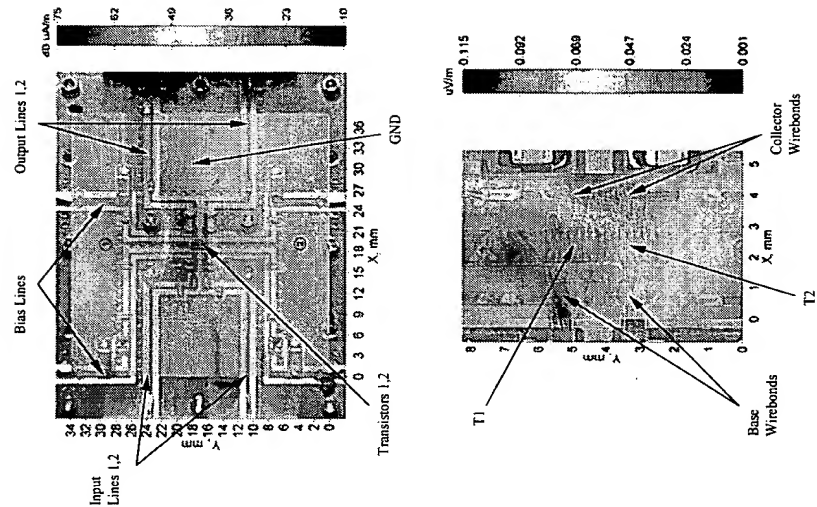 dB uA/m
-75
-49
-36
-23
-10
Output Lines 1,2
Bias Lines
GND
Input
Lines 1,2
Transistors 1,2
Y, mm
34
32
30
28
26
24
22
20
18
16
14
12
10
8
6
4
2
0
X, mm
0 3 6 9 12 15 18 21 24 27 30 33 36
uV/m
0.115
0.092
0.069
0.047
0.024
0.001
Collector
Wirebonds
T1
T2
Base
Wirebonds
Y, mm
8
7
6
5
4
3
2
1
0
X, mm
0 1 2 3 4 5